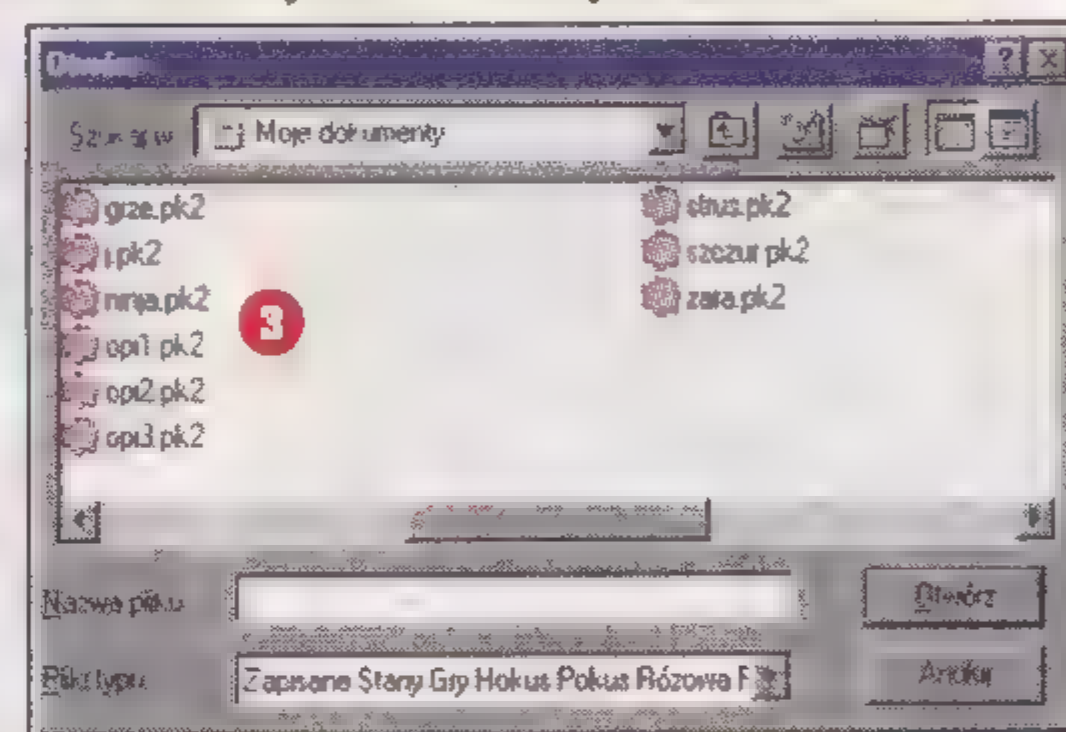 ? X
Szukaj w: Moje dokumenty
grze.pk2
i.pk2
ninja.pk2
opi1.pk2
opi2.pk2
opi3.pk2
strus.pk2
szczur.pk2
zara.pk2
3
Nazwa pliku:
Otwórz
Pliki typu:
Zapisane Stany Gry Hokus Pokus Różowa P
Anuluj